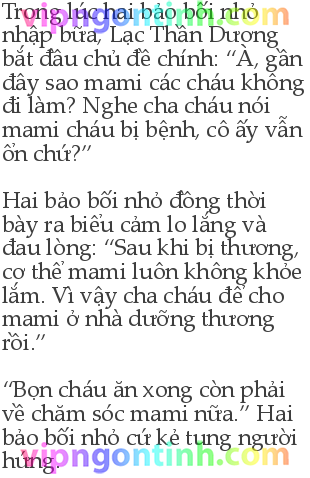 Trong lúc hai bảo bối nhỏ
nhập bữa, Lạc Thần Dương
bắt đầu chủ đề chính: “À, gần
đây sao mami các cháu không
đi làm? Nghe cha cháu nói
mami cháu bị bệnh, cô ấy vẫn
ổn chứ?”
Hai bảo bối nhỏ đồng thời
bày ra biểu cảm lo lắng và
đau lòng: “Sau khi bị thương,
cơ thể mami luôn không khỏe
lắm. Vì vậy cha cháu để cho
mami ở nhà dưỡng thương
rồi.”
“Bọn cháu ăn xong còn phải
về chăm sóc mami nữa.” Hai
bảo bối nhỏ cứ kẻ tung người
hứng.
vipngontinh.com
vipngontinh.com